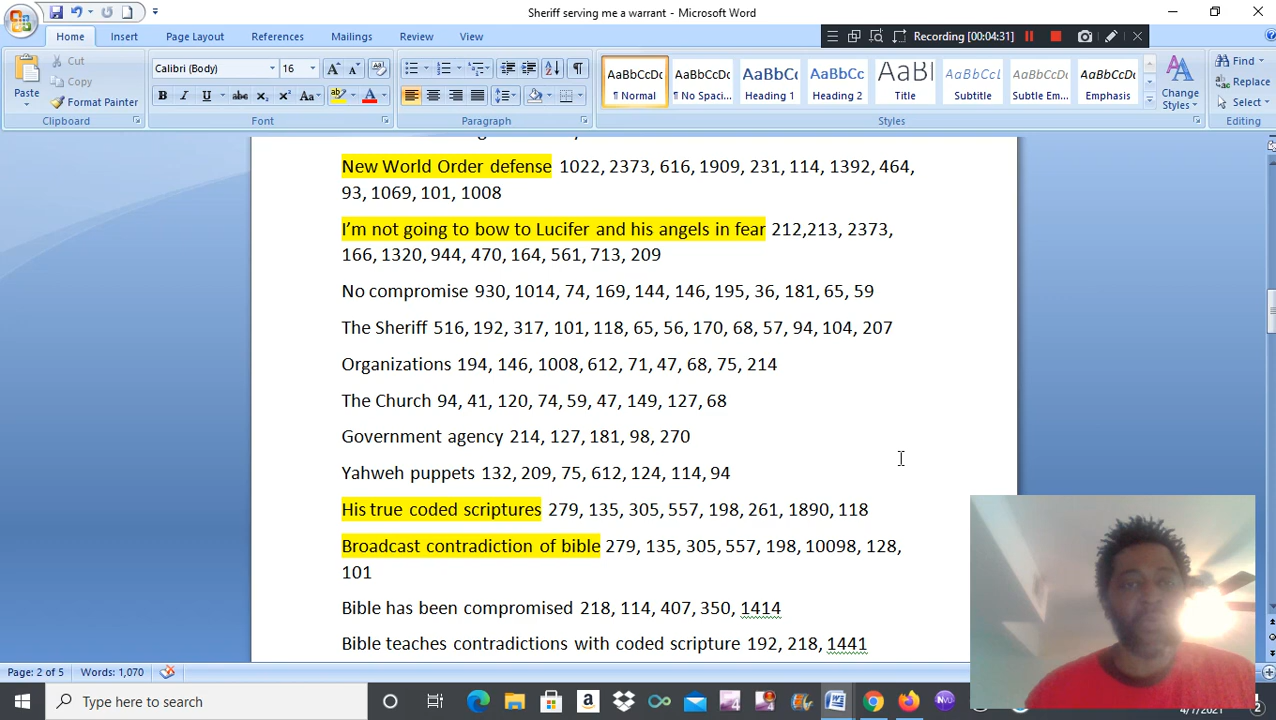 Sheriff serving me a warrant - Microsoft Word
Home Insert Page Layout References Mailings Review View
Recording [00:04:31]
Cut
Copy
Paste
Format Painter
Clipboard
Calibri (Body) 16
Font
Paragraph
AaBbCcDc AaBbCcDc AaBbC AaBbCc AaBl AaBbCcL AaBbCcDc AaBbCcDc
¶ Normal ¶ No Spaci... Heading 1 Heading 2 Title Subtitle Subtle Em... Emphasis
Change
Styles
Styles
Find
Replace
Select
Editing
New World Order defense 1022, 2373, 616, 1909, 231, 114, 1392, 464,
93, 1069, 101, 1008
I’m not going to bow to Lucifer and his angels in fear 212,213, 2373,
166, 1320, 944, 470, 164, 561, 713, 209
No compromise 930, 1014, 74, 169, 144, 146, 195, 36, 181, 65, 59
The Sheriff 516, 192, 317, 101, 118, 65, 56, 170, 68, 57, 94, 104, 207
Organizations 194, 146, 1008, 612, 71, 47, 68, 75, 214
The Church 94, 41, 120, 74, 59, 47, 149, 127, 68
Government agency 214, 127, 181, 98, 270
Yahweh puppets 132, 209, 75, 612, 124, 114, 94
His true coded scriptures 279, 135, 305, 557, 198, 261, 1890, 118
Broadcast contradiction of bible 279, 135, 305, 557, 198, 10098, 128,
101
Bible has been compromised 218, 114, 407, 350, 1414
Bible teaches contradictions with coded scripture 192, 218, 1441
Page: 2 of 5 Words: 1,070
Type here to search
4/7/2021